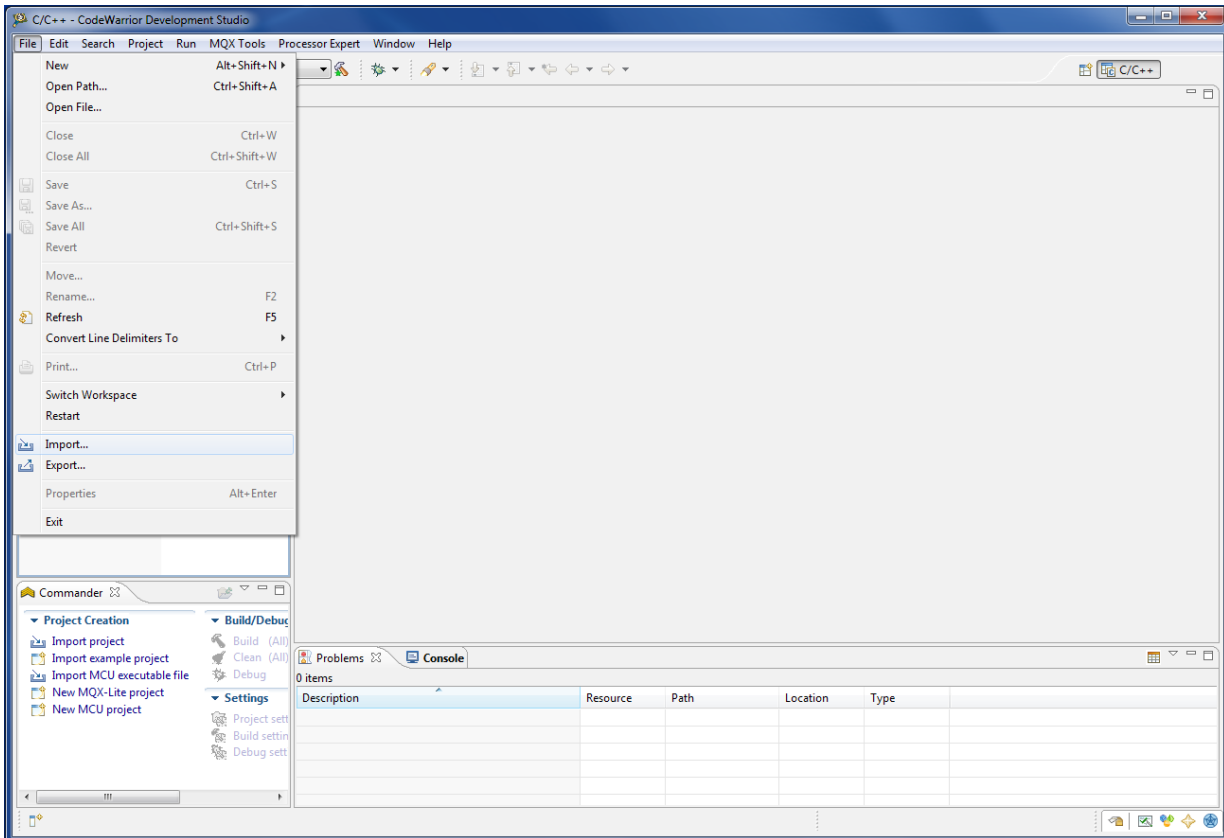 C/C++ - CodeWarrior Development Studio
File Edit Search Project Run MQX Tools Processor Expert Window Help
New Alt+Shift+N
Open Path... Ctrl+Shift+A
Open File...
Close Ctrl+W
Close All Ctrl+Shift+W
Save Ctrl+S
Save As...
Save All Ctrl+Shift+S
Revert
Move...
Rename... F2
Refresh F5
Convert Line Delimiters To
Print... Ctrl+P
Switch Workspace
Restart
Import...
Export...
Properties Alt+Enter
Exit
C/C++
Commander
Project Creation
Import project
Import example project
Import MCU executable file
New MQX-Lite project
New MCU project
Build/Debug
Build (All)
Clean (All)
Debug
Settings
Project sett
Build settin
Debug sett
Problems Console
0 items
Description Resource Path Location Type